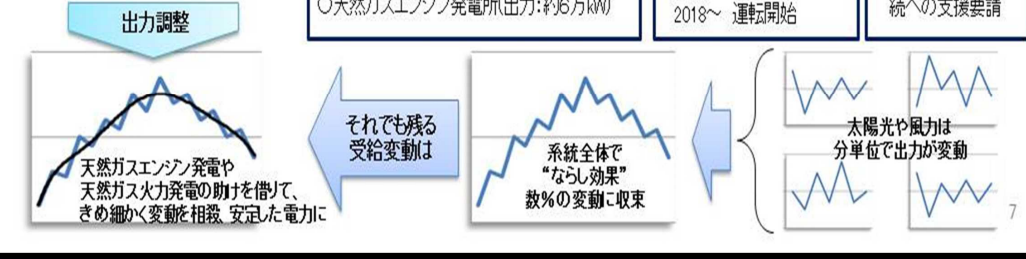 ○天然ガスエンジン発電所(出力：約6万kW)
2018～ 運転開始
続への支援要請
出力調整
天然ガスエンジン発電や
天然ガス火力発電の助けを借りて、
きめ細かく変動を相殺、安定した電力に
それでも残る
受給変動は
系統全体で
“ならし効果”
数%の変動に収束
太陽光や風力は
分単位で出力が変動
7